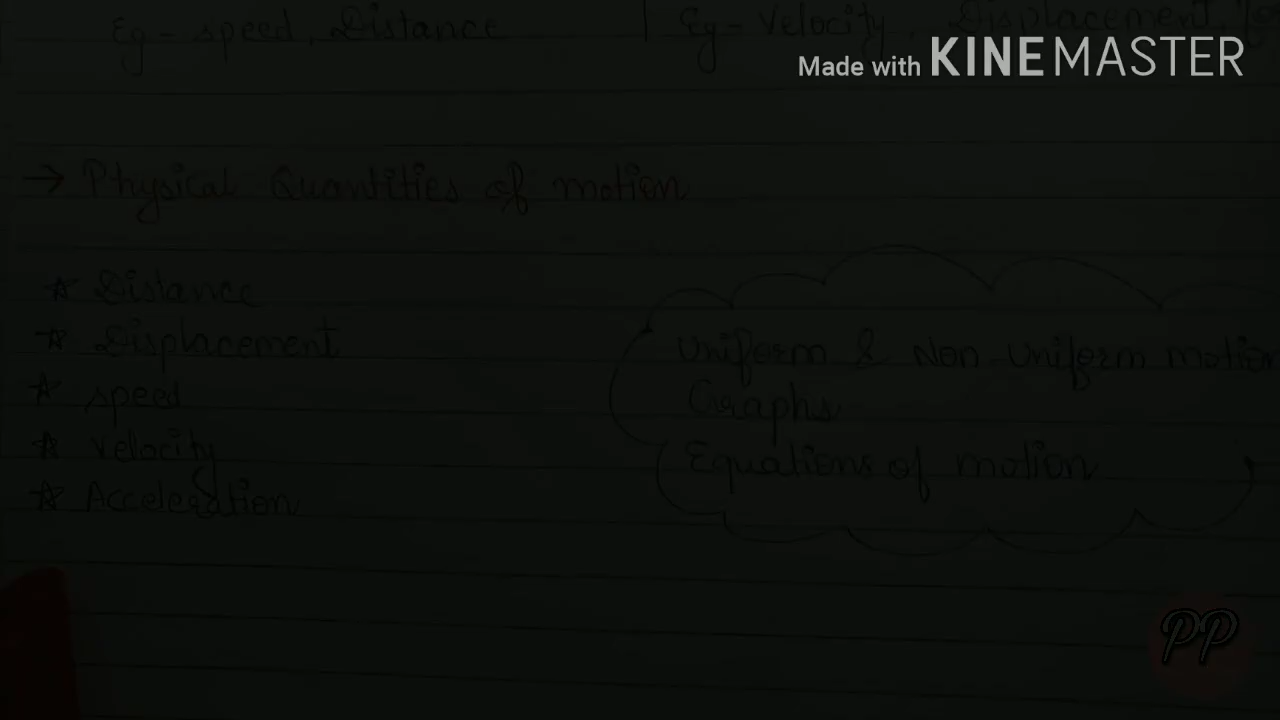 Eg - speed, Distance
Eg - Velocity, Displacement,
Made with KINEMASTER
→ Physical Quantities of motion
☆ Distance
☆ Displacement
☆ speed
☆ Velocity
☆ Acceleration
Uniform & Non-Uniform motion
Graphs
Equations of motion
PP